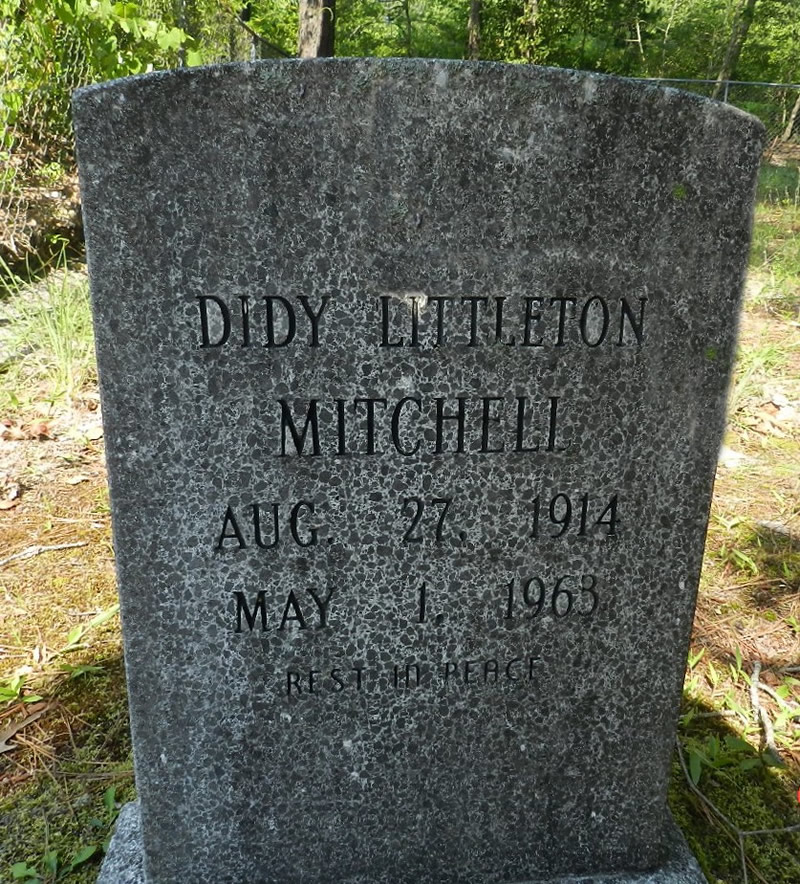 DIDY LITTLETON
MITCHELL
AUG. 27, 1914
MAY 1, 1963
REST IN PEACE